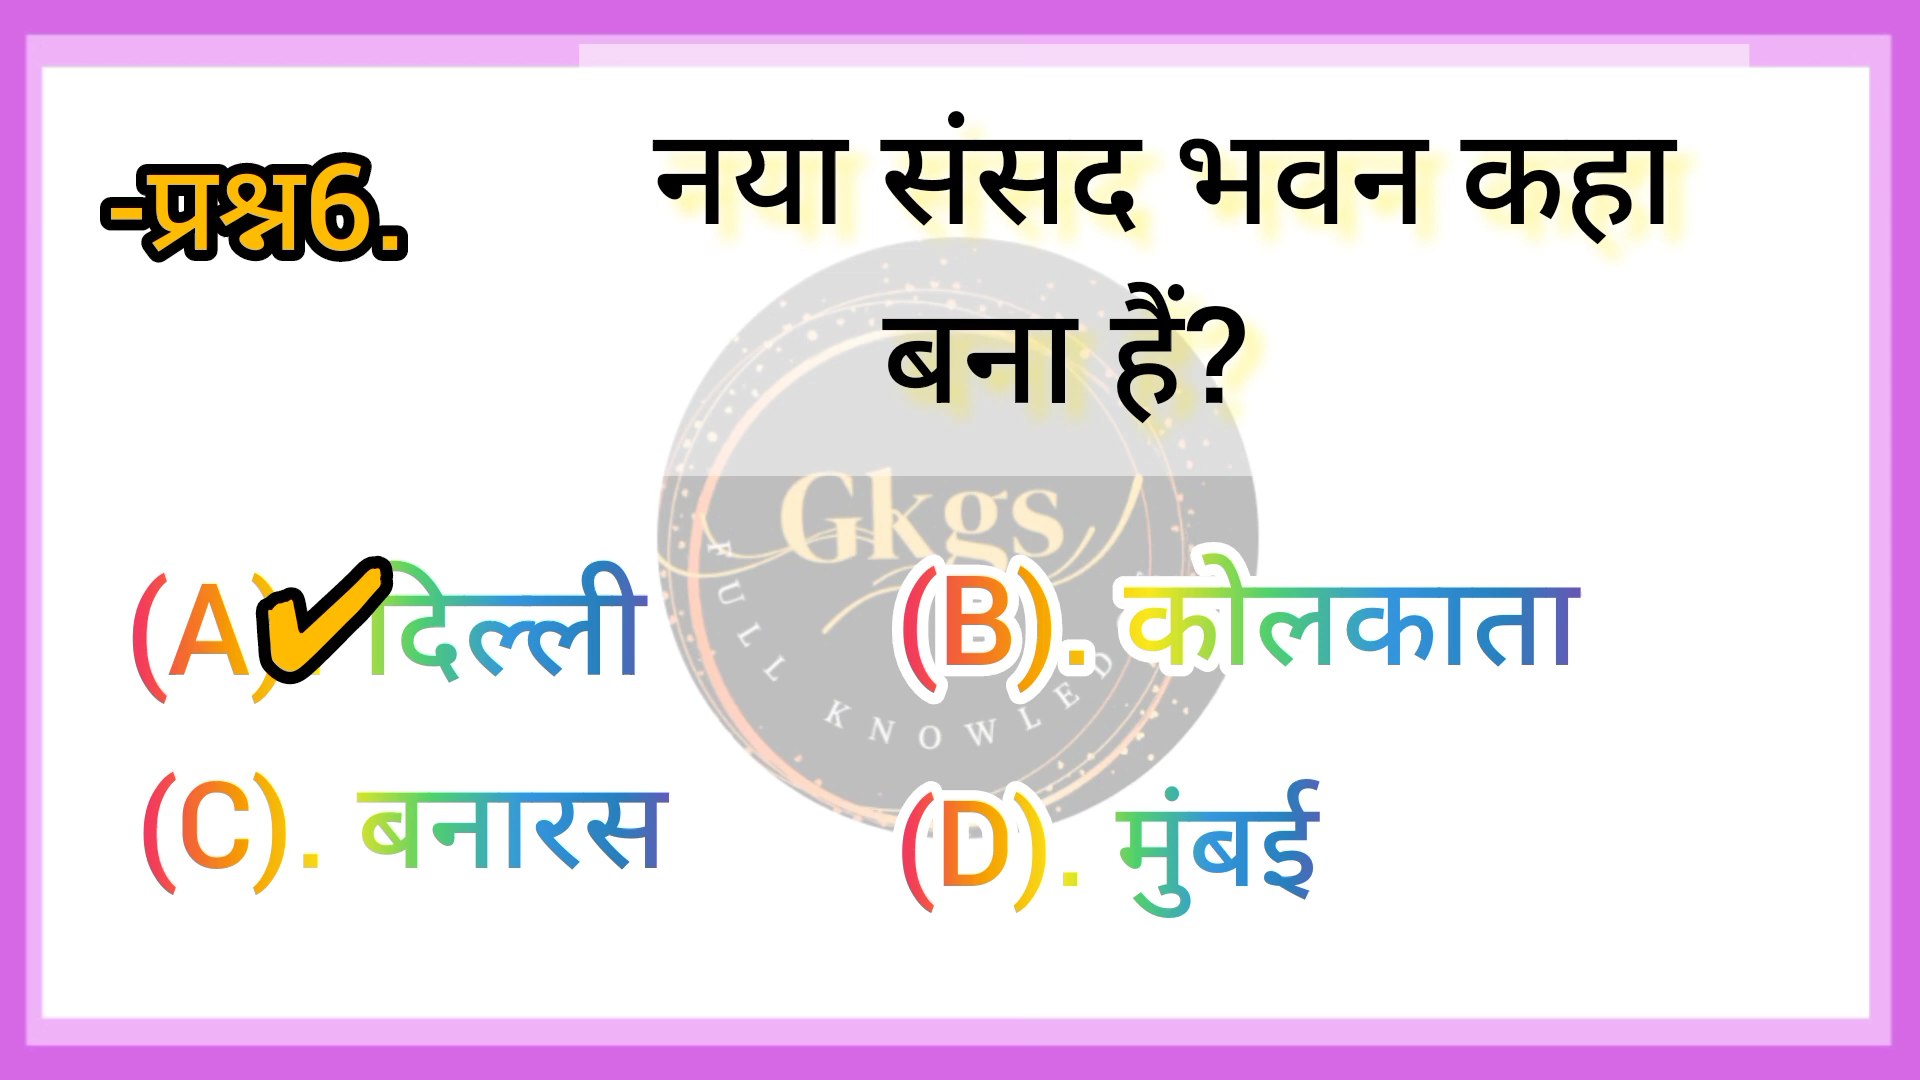 -प्रश्न6.
नया संसद भवन कहा
बना हैं?
Gkgs
FULL KNOWLED
(A). दिल्ली
(B). कोलकाता
(C). बनारस
(D). मुंबई